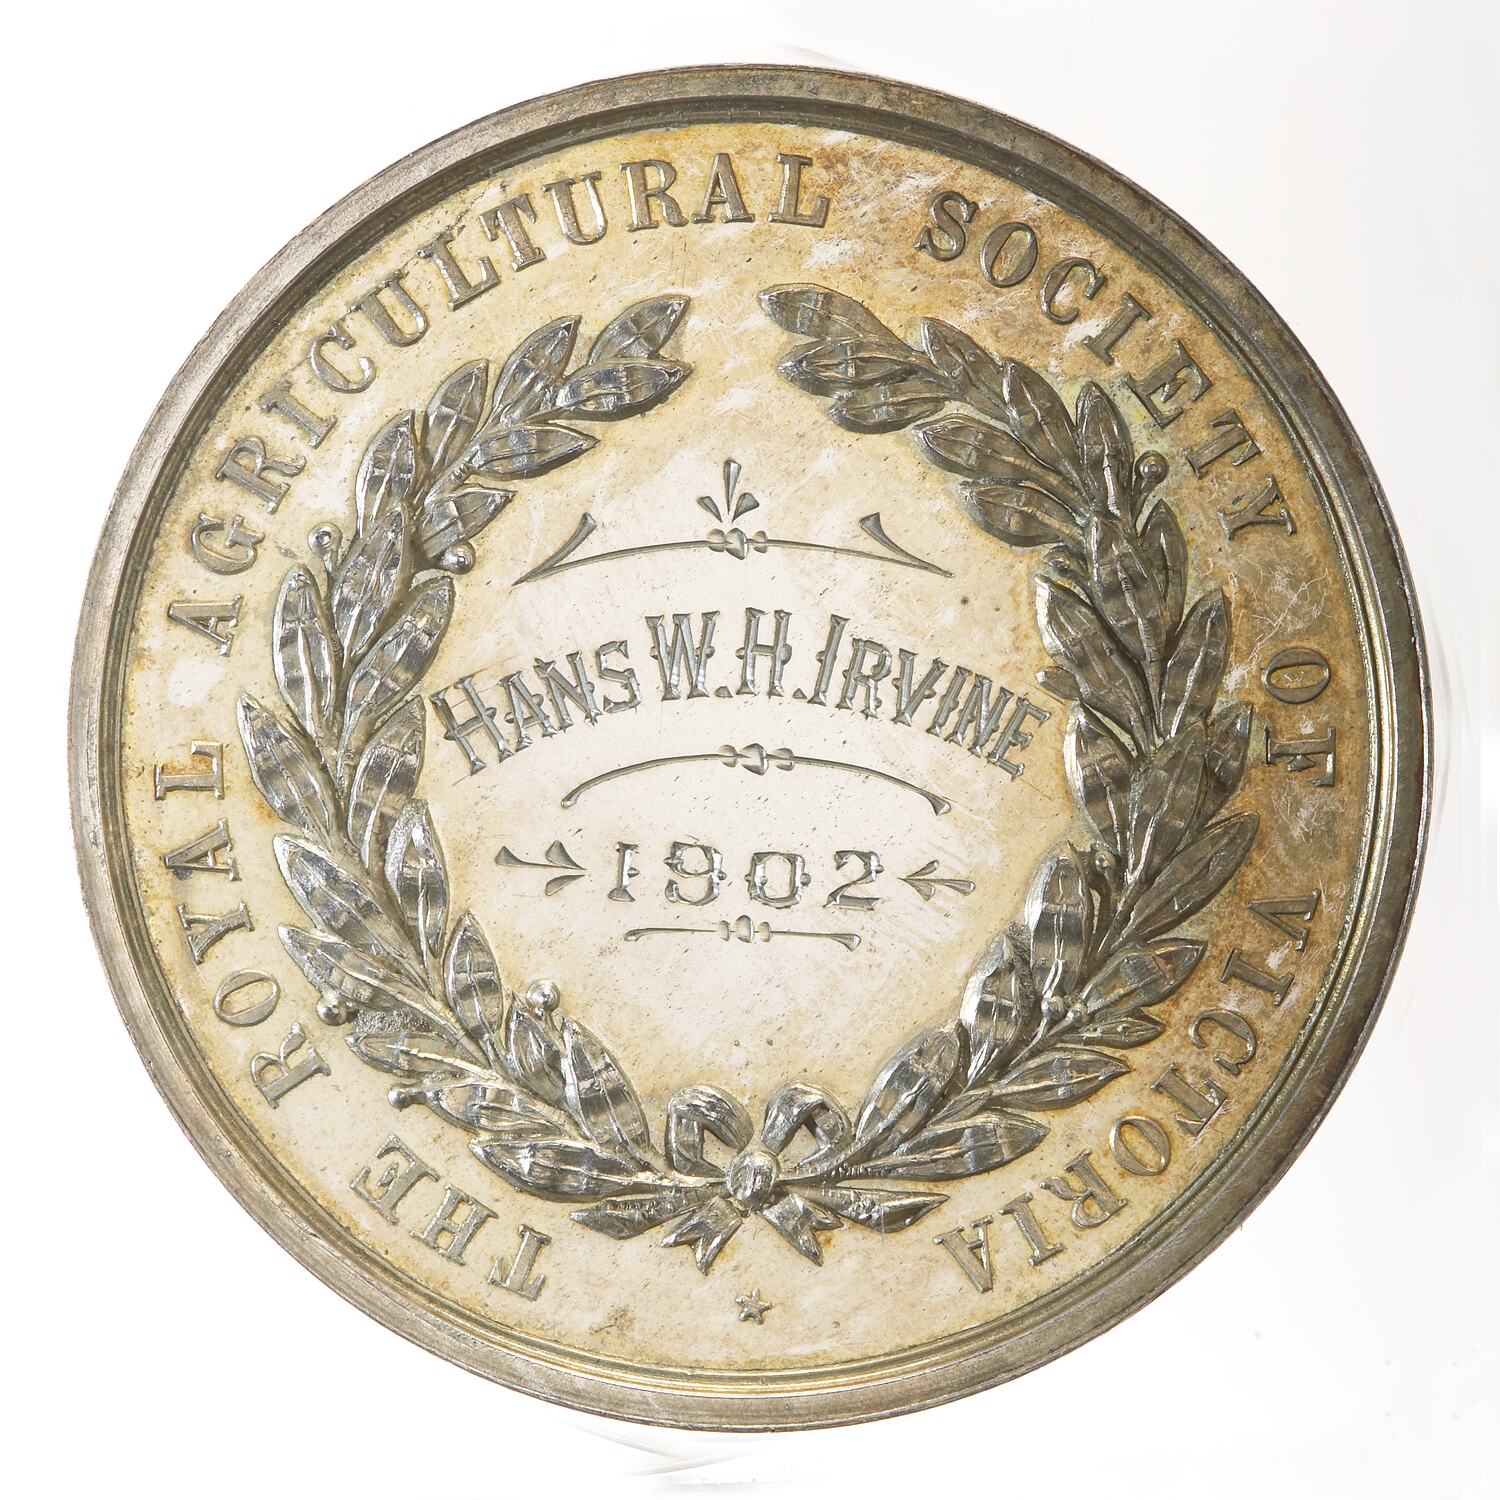 THE ROYAL AGRICULTURAL SOCIETY OF VICTORIA
HANS W. H. IRVINE
1902